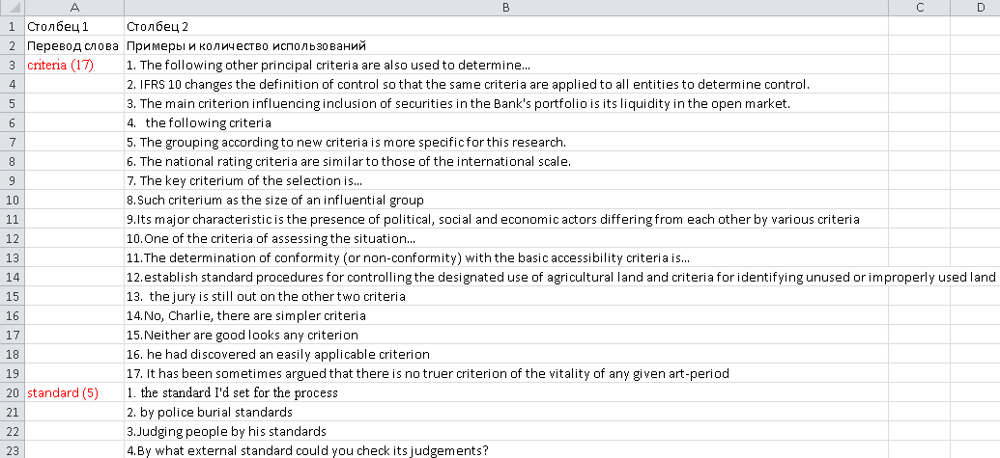 A B C D
1 Столбец 1 Столбец 2
2 Перевод слова Примеры и количество использований
3 criteria (17) 1. The following other principal criteria are also used to determine...
4 2. IFRS 10 changes the definition of control so that the same criteria are applied to all entities to determine control.
5 3. The main criterion influencing inclusion of securities in the Bank's portfolio is its liquidity in the open market.
6 4. the following criteria
7 5. The grouping according to new criteria is more specific for this research.
8 6. The national rating criteria are similar to those of the international scale.
9 7. The key criterium of the selection is...
10 8.Such criterium as the size of an influential group
11 9.Its major characteristic is the presence of political, social and economic actors differing from each other by various criteria
12 10.One of the criteria of assessing the situation...
13 11.The determination of conformity (or non-conformity) with the basic accessibility criteria is...
14 12.establish standard procedures for controlling the designated use of agricultural land and criteria for identifying unused or improperly used land
15 13. the jury is still out on the other two criteria
16 14.No, Charlie, there are simpler criteria
17 15.Neither are good looks any criterion
18 16. he had discovered an easily applicable criterion
19 17. It has been sometimes argued that there is no truer criterion of the vitality of any given art-period
20 standard (5) 1. the standard I'd set for the process
21 2. by police burial standards
22 3.Judging people by his standards
23 4.By what external standard could you check its judgements?